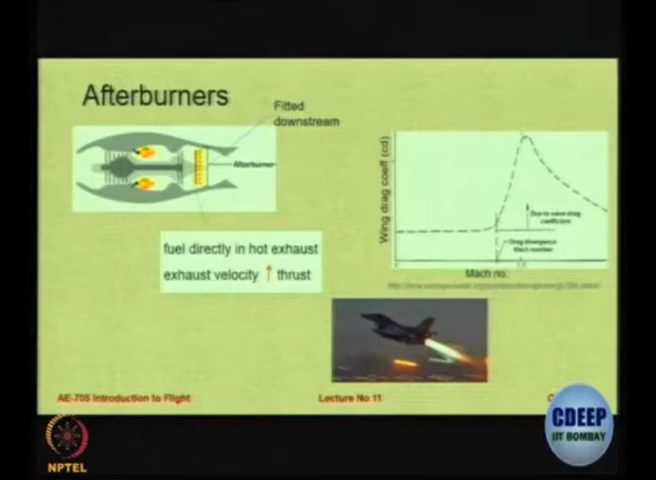 Afterburners
Fitted
downstream
Afterburner
fuel directly in hot exhaust
exhaust velocity ↑ thrust
Wing drag coeff (cd)
Due to wave drag
coefficient
Drag divergence
Mach number
1.0
Mach no.
AE-705 Introduction to Flight
Lecture No 11
C
CDEEP
IIT BOMBAY
NPTEL